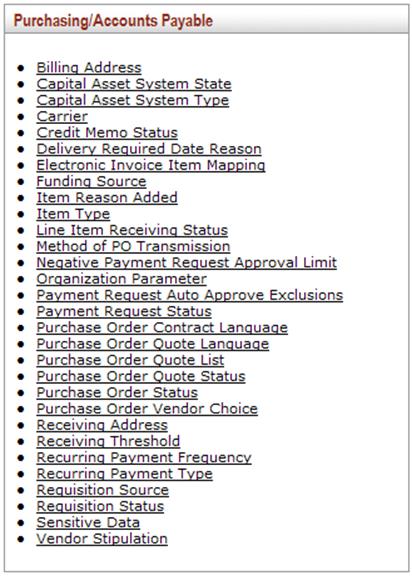 Purchasing/Accounts Payable
Billing Address
Capital Asset System State
Capital Asset System Type
Carrier
Credit Memo Status
Delivery Required Date Reason
Electronic Invoice Item Mapping
Funding Source
Item Reason Added
Item Type
Line Item Receiving Status
Method of PO Transmission
Negative Payment Request Approval Limit
Organization Parameter
Payment Request Auto Approve Exclusions
Payment Request Status
Purchase Order Contract Language
Purchase Order Quote Language
Purchase Order Quote List
Purchase Order Quote Status
Purchase Order Status
Purchase Order Vendor Choice
Receiving Address
Receiving Threshold
Recurring Payment Frequency
Recurring Payment Type
Requisition Source
Requisition Status
Sensitive Data
Vendor Stipulation